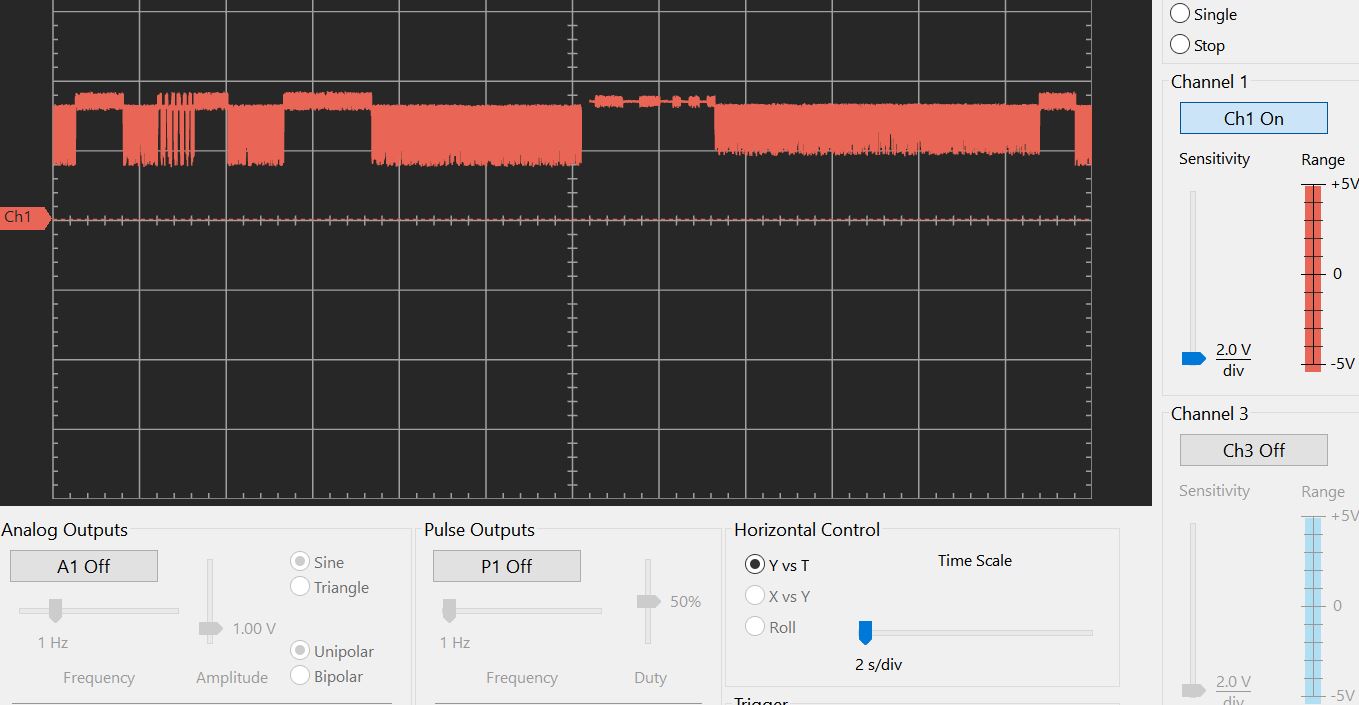 Single
Stop
Channel 1
Ch1 On
Sensitivity
Range
+5V
0
-5V
2.0 V
div
Ch1
Channel 3
Ch3 Off
Sensitivity
Range
+5V
0
-5V
2.0 V
div
Analog Outputs
A1 Off
Sine
Triangle
1 Hz
1.00 V
Unipolar
Bipolar
Frequency
Amplitude
Pulse Outputs
P1 Off
50%
1 Hz
Frequency
Duty
Horizontal Control
Y vs T
Time Scale
X vs Y
Roll
2 s/div
Trigger